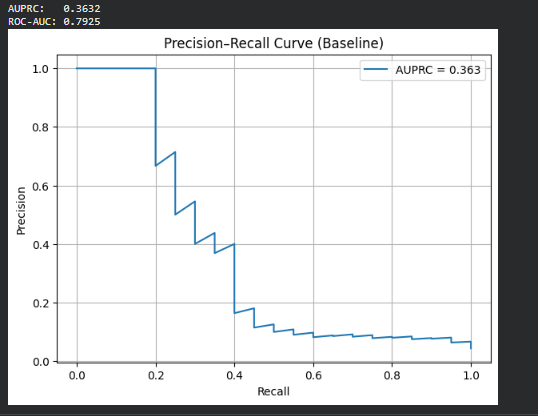 AUPRC: 0.3632
ROC-AUC: 0.7925
Precision–Recall Curve (Baseline)
AUPRC = 0.363
1.0
0.8
0.6
0.4
0.2
0.0
Precision
0.0 0.2 0.4 0.6 0.8 1.0
Recall